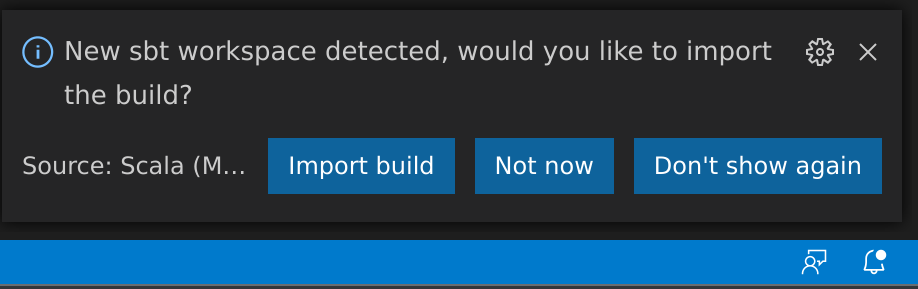 New sbt workspace detected, would you like to import
the build?
Source: Scala (M...
Import build
Not now
Don't show again